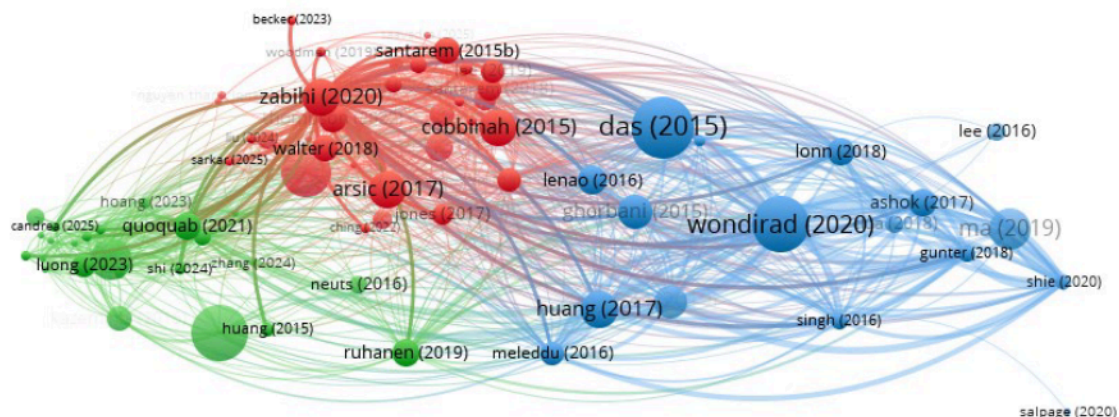 becker (2023)
santarem (2015b)
woodman (2019)
zabihi (2020)
cobbinah (2015)
das (2015)
lee (2016)
walter (2018)
lonn (2018)
sarkar (2025)
lenao (2016)
arsic (2017)
hoang (2023)
ashok (2017)
ghorbani (2015)
jones (2017)
candrea (2025)
quoquab (2021)
ching (2022)
wondirad (2020)
ma (2019)
gunter (2018)
luong (2023)
shi (2024)
chang (2024)
neuts (2016)
shie (2020)
huang (2017)
huang (2015)
singh (2016)
ruhanen (2019)
meleddu (2016)
salpage (2020)